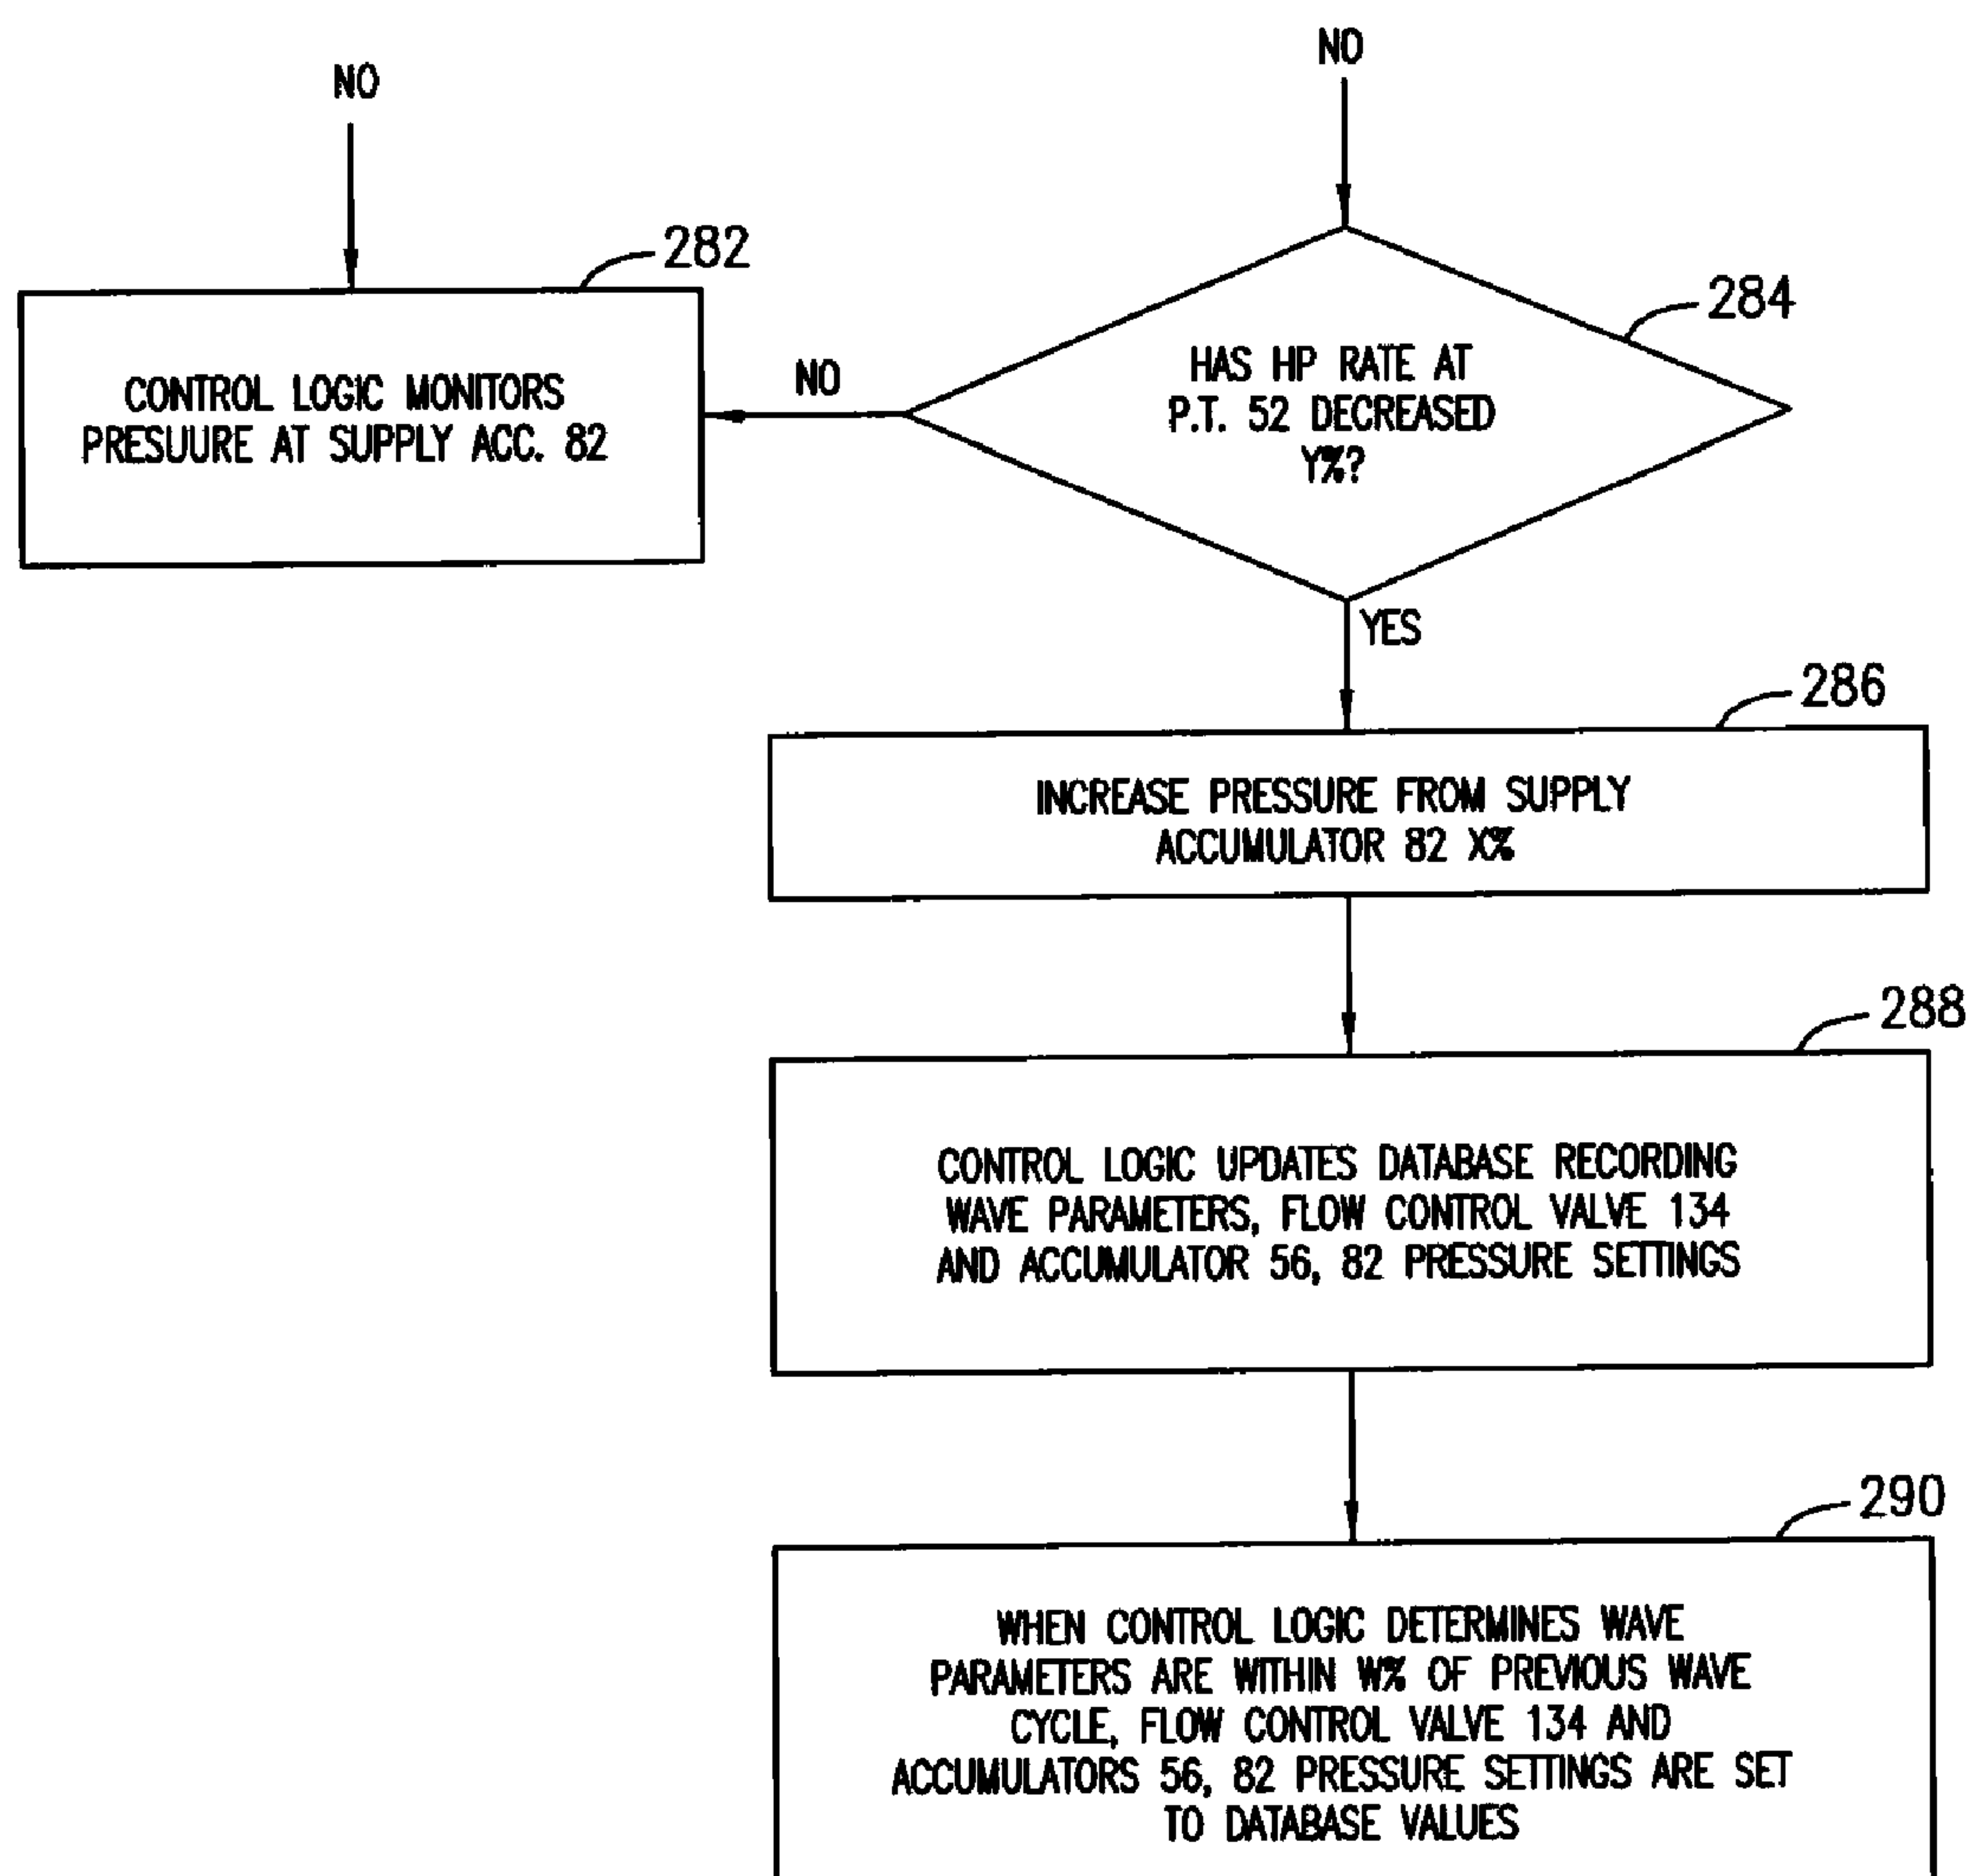 NO
NO
282
CONTROL LOGIC MONITORS
PRESUURE AT SUPPLY ACC. 82
NO
284
HAS HP RATE AT
P.T. 52 DECREASED
Y%?
YES
286
INCREASE PRESSURE FROM SUPPLY
ACCUMULATOR 82 X%
288
CONTROL LOGIC UPDATES DATABASE RECORDING
WAVE PARAMETERS, FLOW CONTROL VALVE 134
AND ACCUMULATOR 56, 82 PRESSURE SETTINGS
290
WHEN CONTROL LOGIC DETERMINES WAVE
PARAMETERS ARE WITHIN W% OF PREVIOUS WAVE
CYCLE, FLOW CONTROL VALVE 134 AND
ACCUMULATORS 56, 82 PRESSURE SETTINGS ARE SET
TO DATABASE VALUES